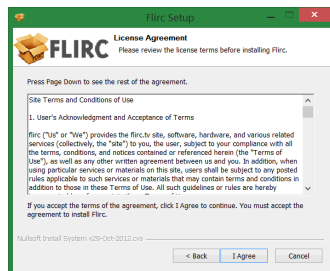 Flirc Setup
FLIRC
License Agreement
Please review the license terms before installing Flirc.
Press Page Down to see the rest of the agreement.
Site Terms and Conditions of Use
1. User's Acknowledgment and Acceptance of Terms
flirc ("Us" or "We") provides the flirc.tv site, software, hardware, and various related
services (collectively, the "site") to you, the user, subject to your compliance with all
the terms, conditions, and notices contained or referenced herein (the "Terms of
Use"), as well as any other written agreement between us and you. In addition, when
using particular services or materials on this site, users shall be subject to any posted
rules applicable to such services or materials that may contain terms and conditions in
addition to those in these Terms of Use. All such guidelines or rules are hereby
If you accept the terms of the agreement, click I Agree to continue. You must accept the
agreement to install Flirc.
Nullsoft Install System v29-Oct-2012.cvs
< Back
I Agree
Cancel